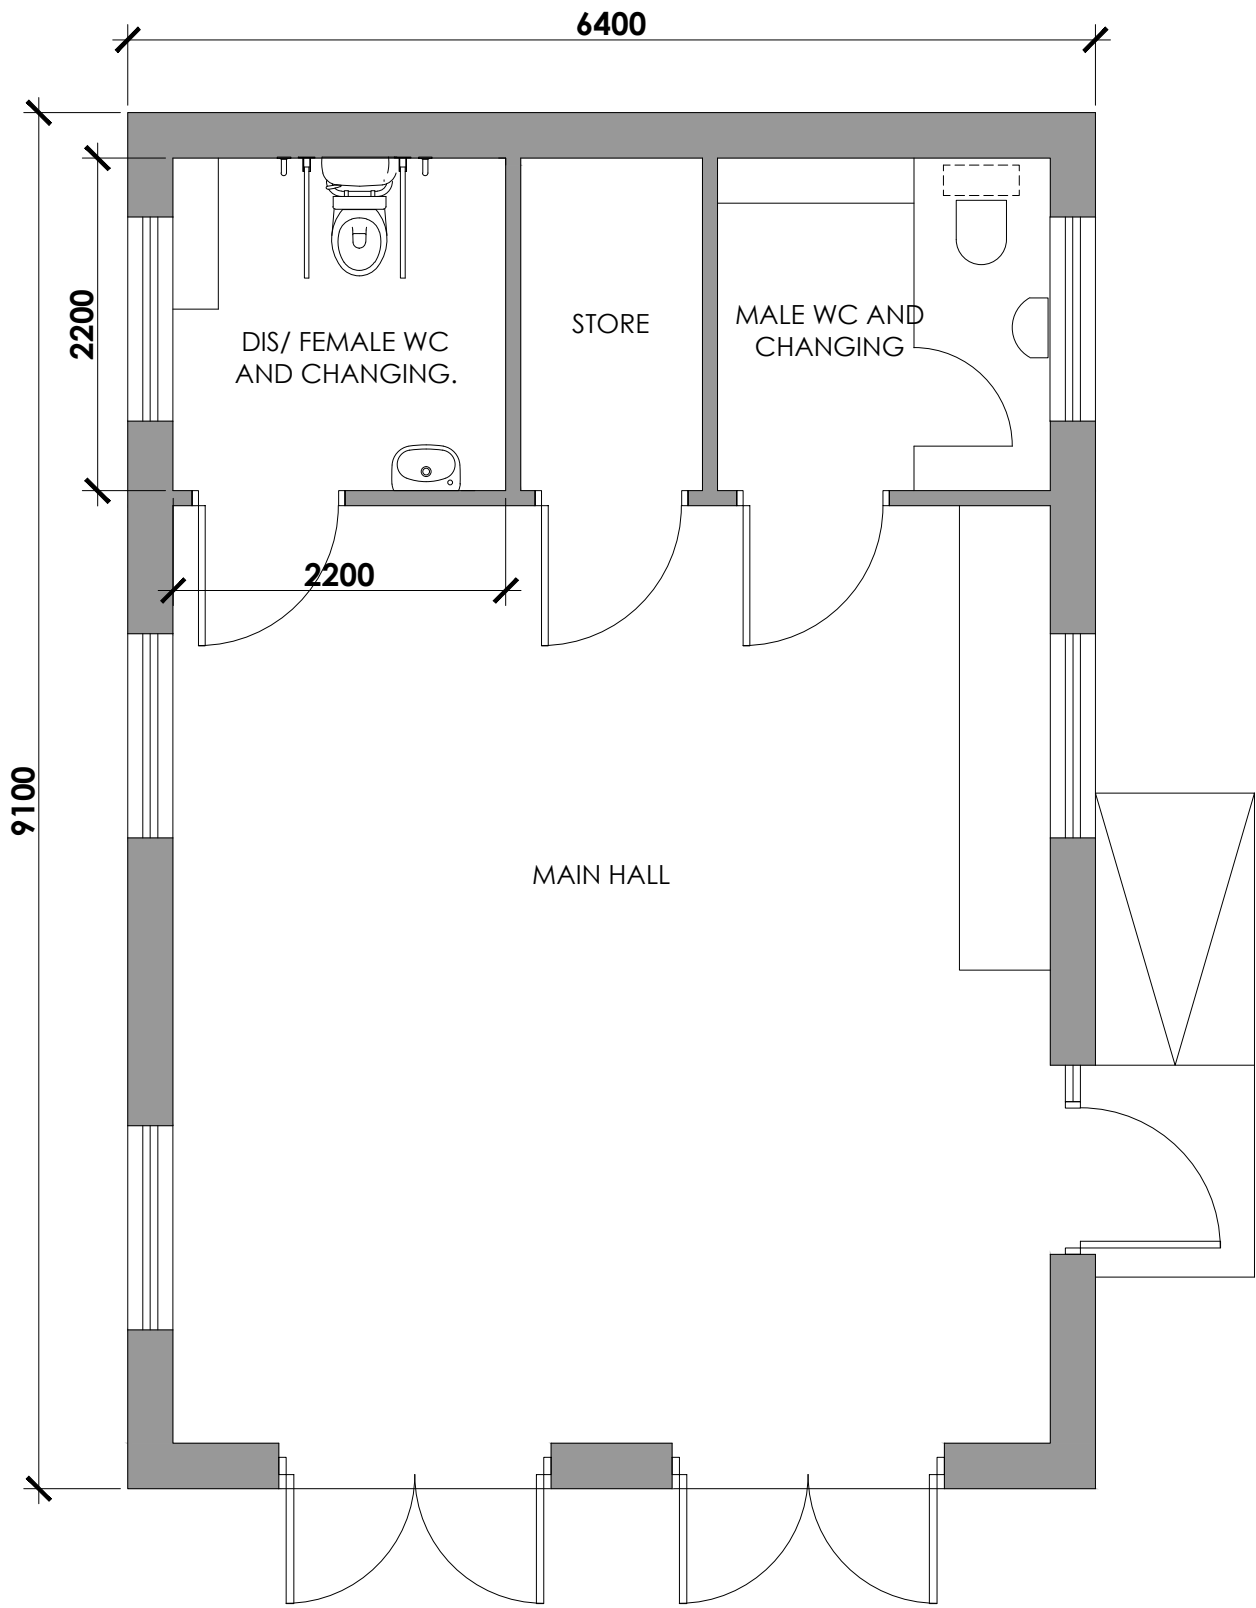 6400
2200
DIS/ FEMALE WC
AND CHANGING.
STORE
MALE WC AND
CHANGING
2200
9100
MAIN HALL